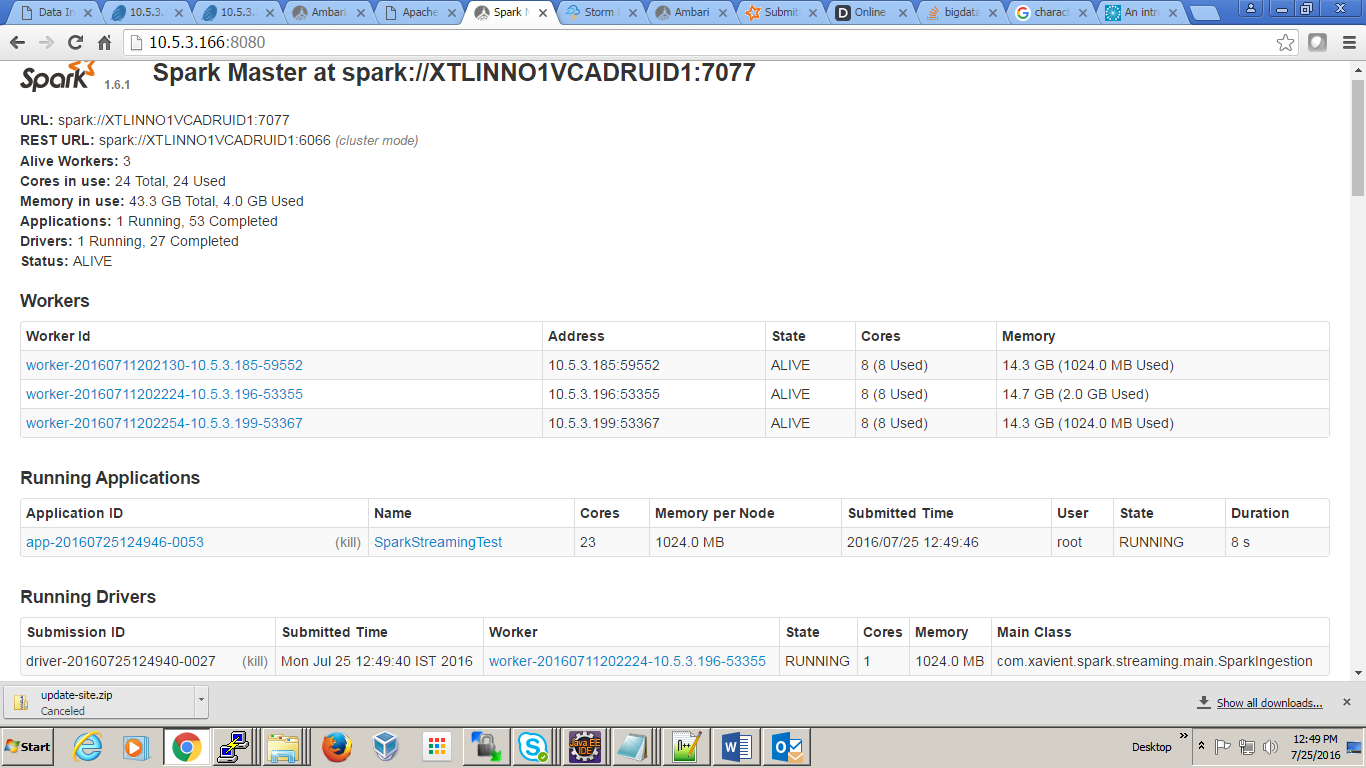 Data In
10.5.3.
10.5.3.
Ambari
Apache
Spark M
Storm
Ambari
Submit
Online
bigdata
charact
An intr
10.5.3.166:8080
Spark 1.6.1 Spark Master at spark://XTLINNO1VCADRUID1:7077
URL: spark://XTLINNO1VCADRUID1:7077
REST URL: spark://XTLINNO1VCADRUID1:6066 (cluster mode)
Alive Workers: 3
Cores in use: 24 Total, 24 Used
Memory in use: 43.3 GB Total, 4.0 GB Used
Applications: 1 Running, 53 Completed
Drivers: 1 Running, 27 Completed
Status: ALIVE
Workers
Worker Id Address State Cores Memory
worker-20160711202130-10.5.3.185-59552 10.5.3.185:59552 ALIVE 8 (8 Used) 14.3 GB (1024.0 MB Used)
worker-20160711202224-10.5.3.196-53355 10.5.3.196:53355 ALIVE 8 (8 Used) 14.7 GB (2.0 GB Used)
worker-20160711202254-10.5.3.199-53367 10.5.3.199:53367 ALIVE 8 (8 Used) 14.3 GB (1024.0 MB Used)
Running Applications
Application ID Name Cores Memory per Node Submitted Time User State Duration
app-20160725124946-0053 (kill) SparkStreamingTest 23 1024.0 MB 2016/07/25 12:49:46 root RUNNING 8 s
Running Drivers
Submission ID Submitted Time Worker State Cores Memory Main Class
driver-20160725124940-0027 (kill) Mon Jul 25 12:49:40 IST 2016 worker-20160711202224-10.5.3.196-53355 RUNNING 1 1024.0 MB com.xavient.spark.streaming.main.SparkIngestion
update-site.zip
Canceled
Show all downloads...
Start
Java EE
IDE
Desktop
12:49 PM
7/25/2016